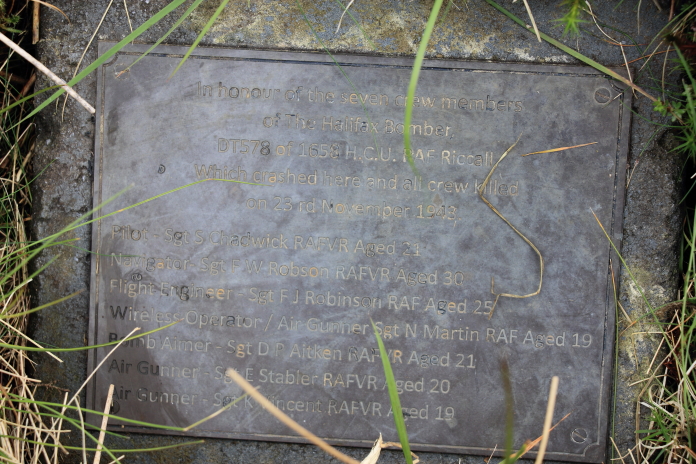 In honour of the seven crew members
of The Halifax Bomber,
DT578 of 1658 H.C.U. RAF Riccall
Which crashed here and all crew killed
on 23rd November 1943
Pilot - Sgt S Chadwick RAFVR Aged 21
Navigator - Sgt P W Robson RAFVR Aged 30
Flight Engineer - Sgt F J Robinson RAF Aged 25
Wireless Operator / Air Gunner Sgt N Martin RAF Aged 19
Bomb Aimer - Sgt D P Aitken RAFVR Aged 21
Air Gunner - Sgt E Stabler RAFVR Aged 20
Air Gunner - Sgt K Vincent RAFVR Aged 19